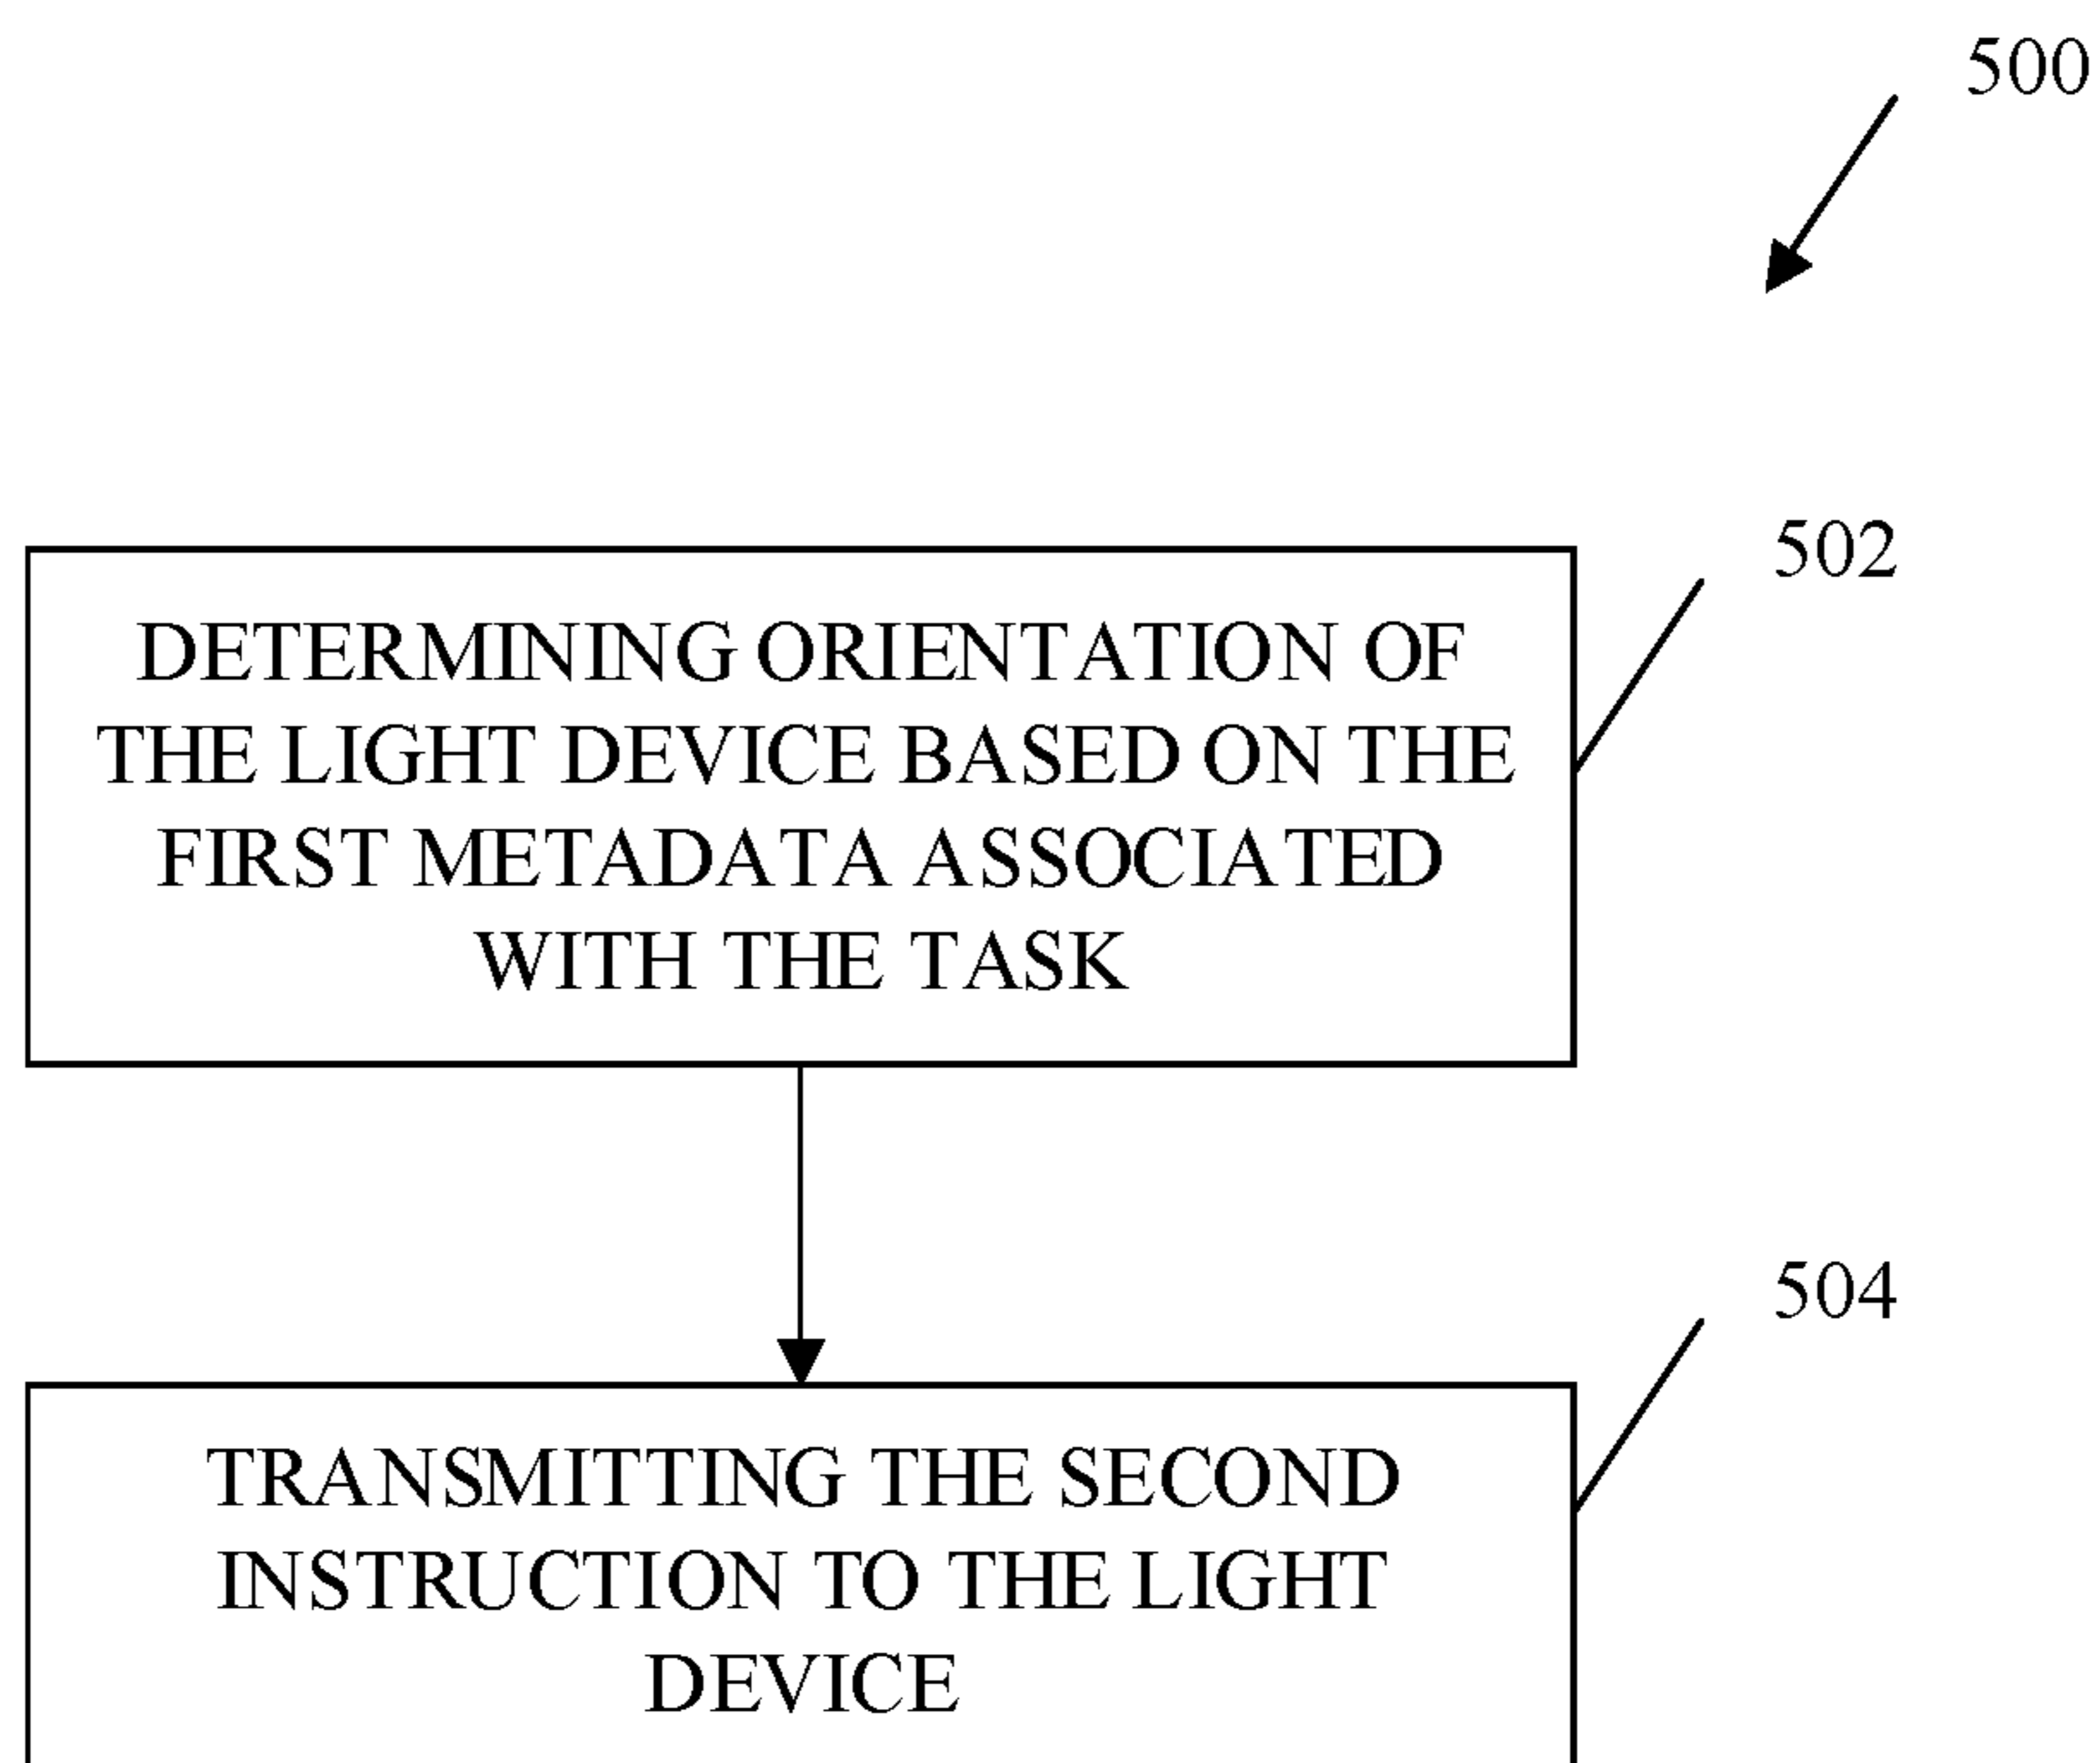 500
502
DETERMINING ORIENTATION OF
THE LIGHT DEVICE BASED ON THE
FIRST METADATA ASSOCIATED
WITH THE TASK
504
TRANSMITTING THE SECOND
INSTRUCTION TO THE LIGHT
DEVICE